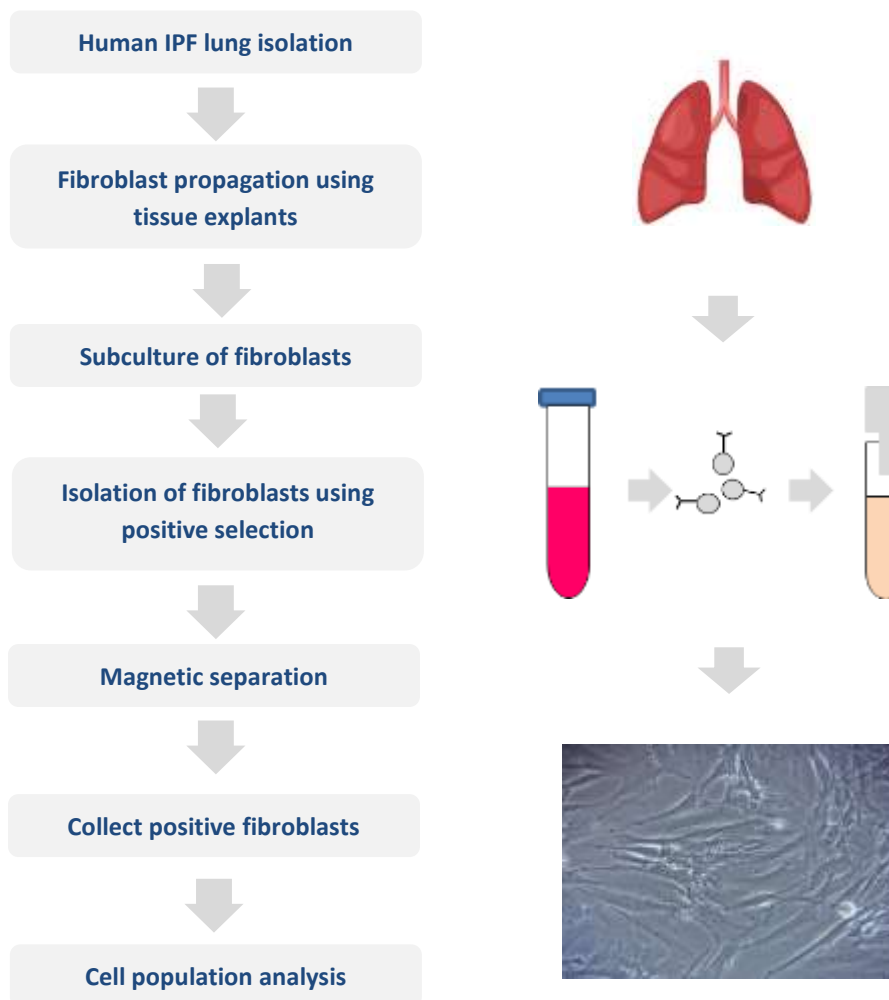 Human IPF lung isolation
Fibroblast propagation using
tissue explants
Subculture of fibroblasts
Isolation of fibroblasts using
positive selection
Magnetic separation
Collect positive fibroblasts
Cell population analysis